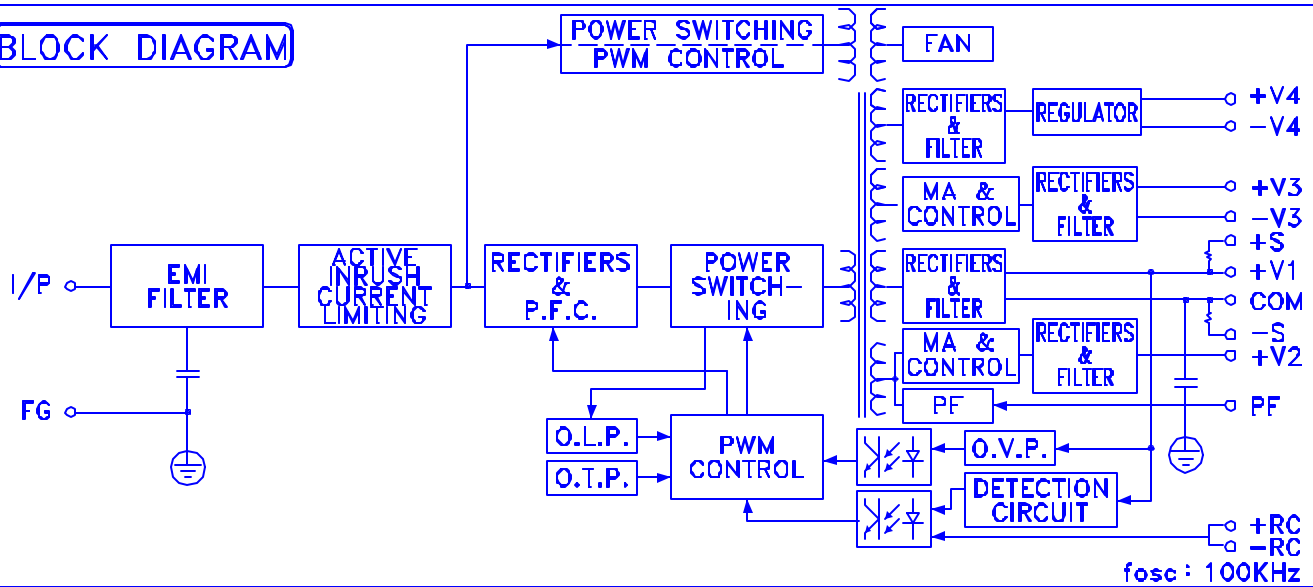 BLOCK DIAGRAM
POWER SWITCHING
PWM CONTROL
FAN
RECTIFIERS
&
FILTER
REGULATOR
+V4
-V4
MA &
CONTROL
RECTIFIERS
&
FILTER
+V3
-V3
I/P
EMI
FILTER
ACTIVE
INRUSH
CURRENT
LIMITING
RECTIFIERS
&
P.F.C.
POWER
SWITCH-
ING
RECTIFIERS
&
FILTER
+S
+V1
COM
-S
MA &
CONTROL
RECTIFIERS
&
FILTER
+V2
FG
PF
PF
O.L.P.
O.T.P.
PWM
CONTROL
O.V.P.
DETECTION
CIRCUIT
+RC
-RC
fosc: 100KHz